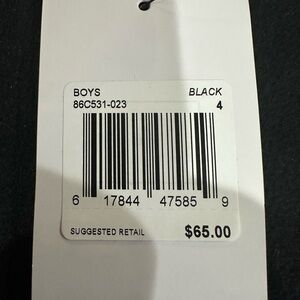 BOYS BLACK
86C531-023 4
6 17844 47585 9
SUGGESTED RETAIL $65.00